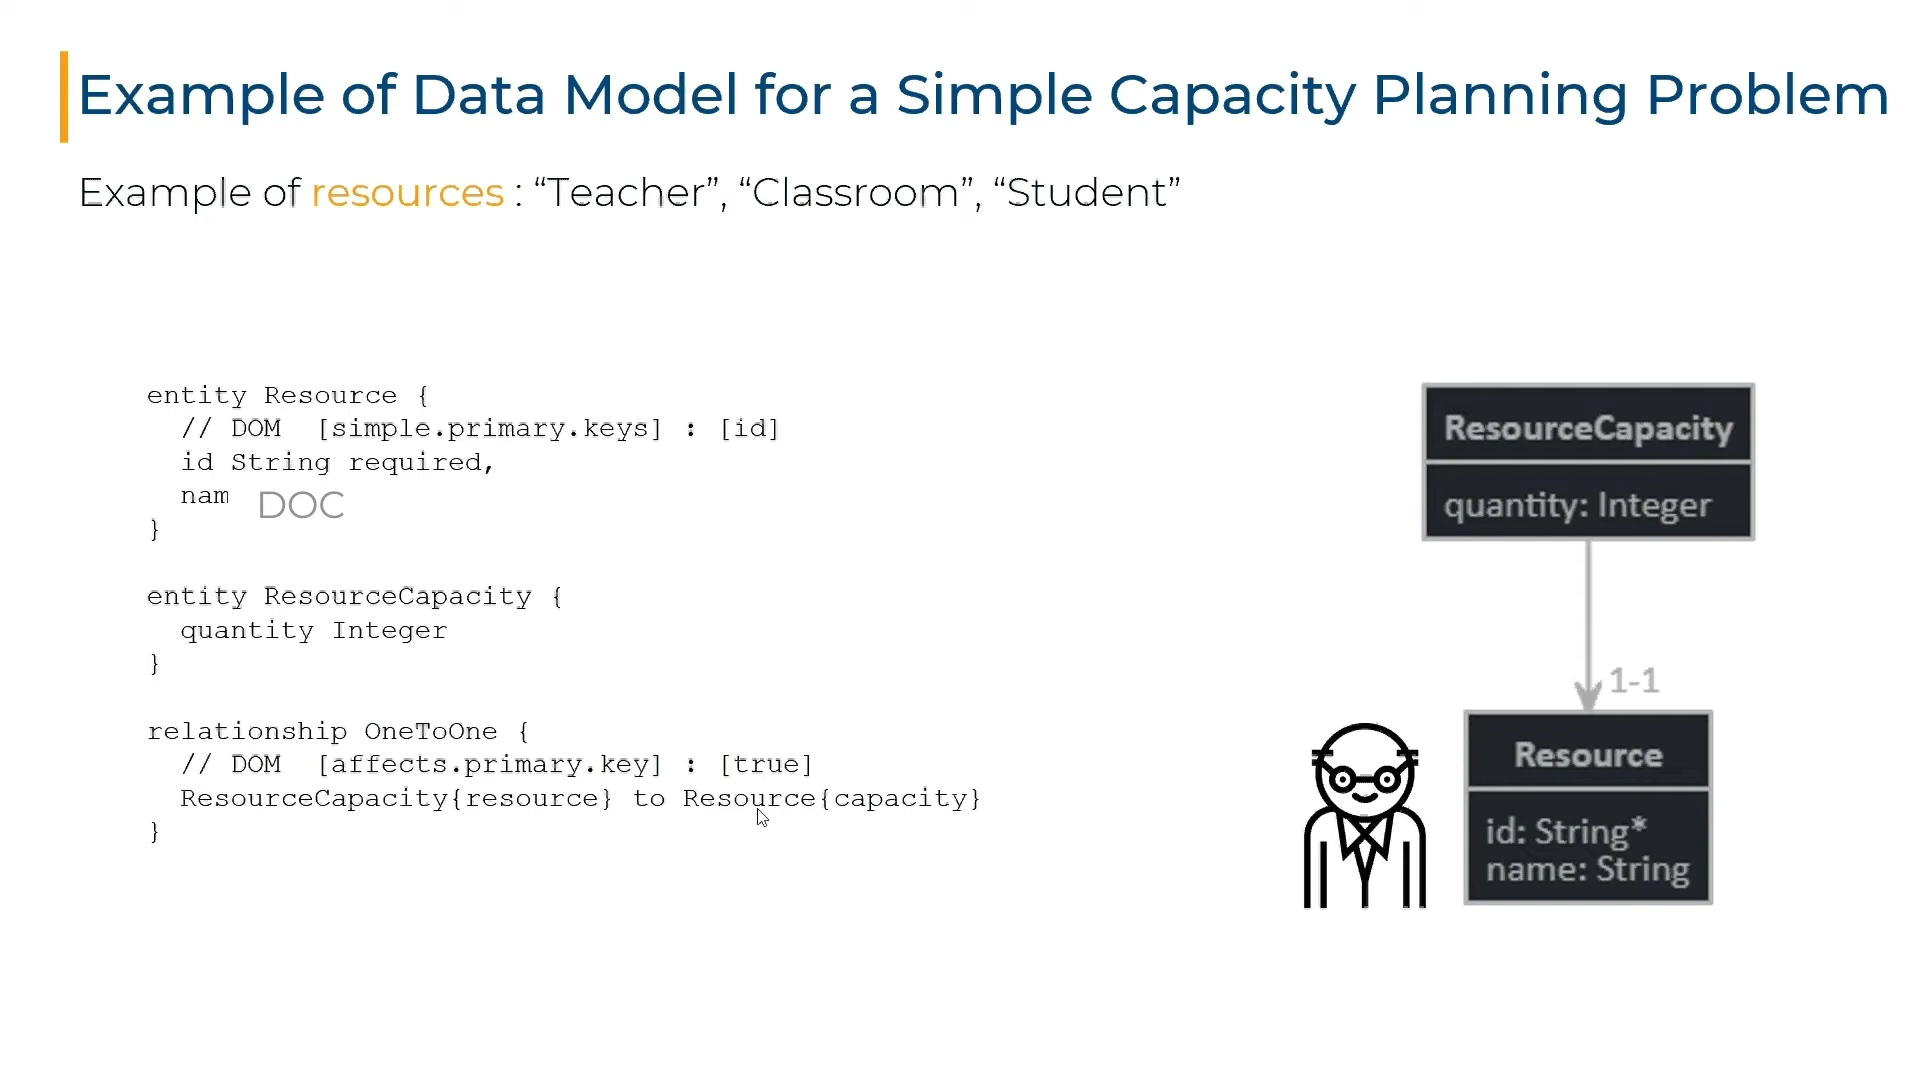 Example of Data Model for a Simple Capacity Planning Problem
Example of resources : “Teacher”, “Classroom”, “Student”
entity Resource {
// DOM [simple.primary.keys] : [id]
id String required,
nam
DOC
}
entity ResourceCapacity {
quantity Integer
}
relationship OneToOne {
// DOM [affects.primary.key] : [true]
ResourceCapacity{resource} to Resource{capacity}
}
ResourceCapacity
quantity: Integer
1-1
Resource
id: String*
name: String